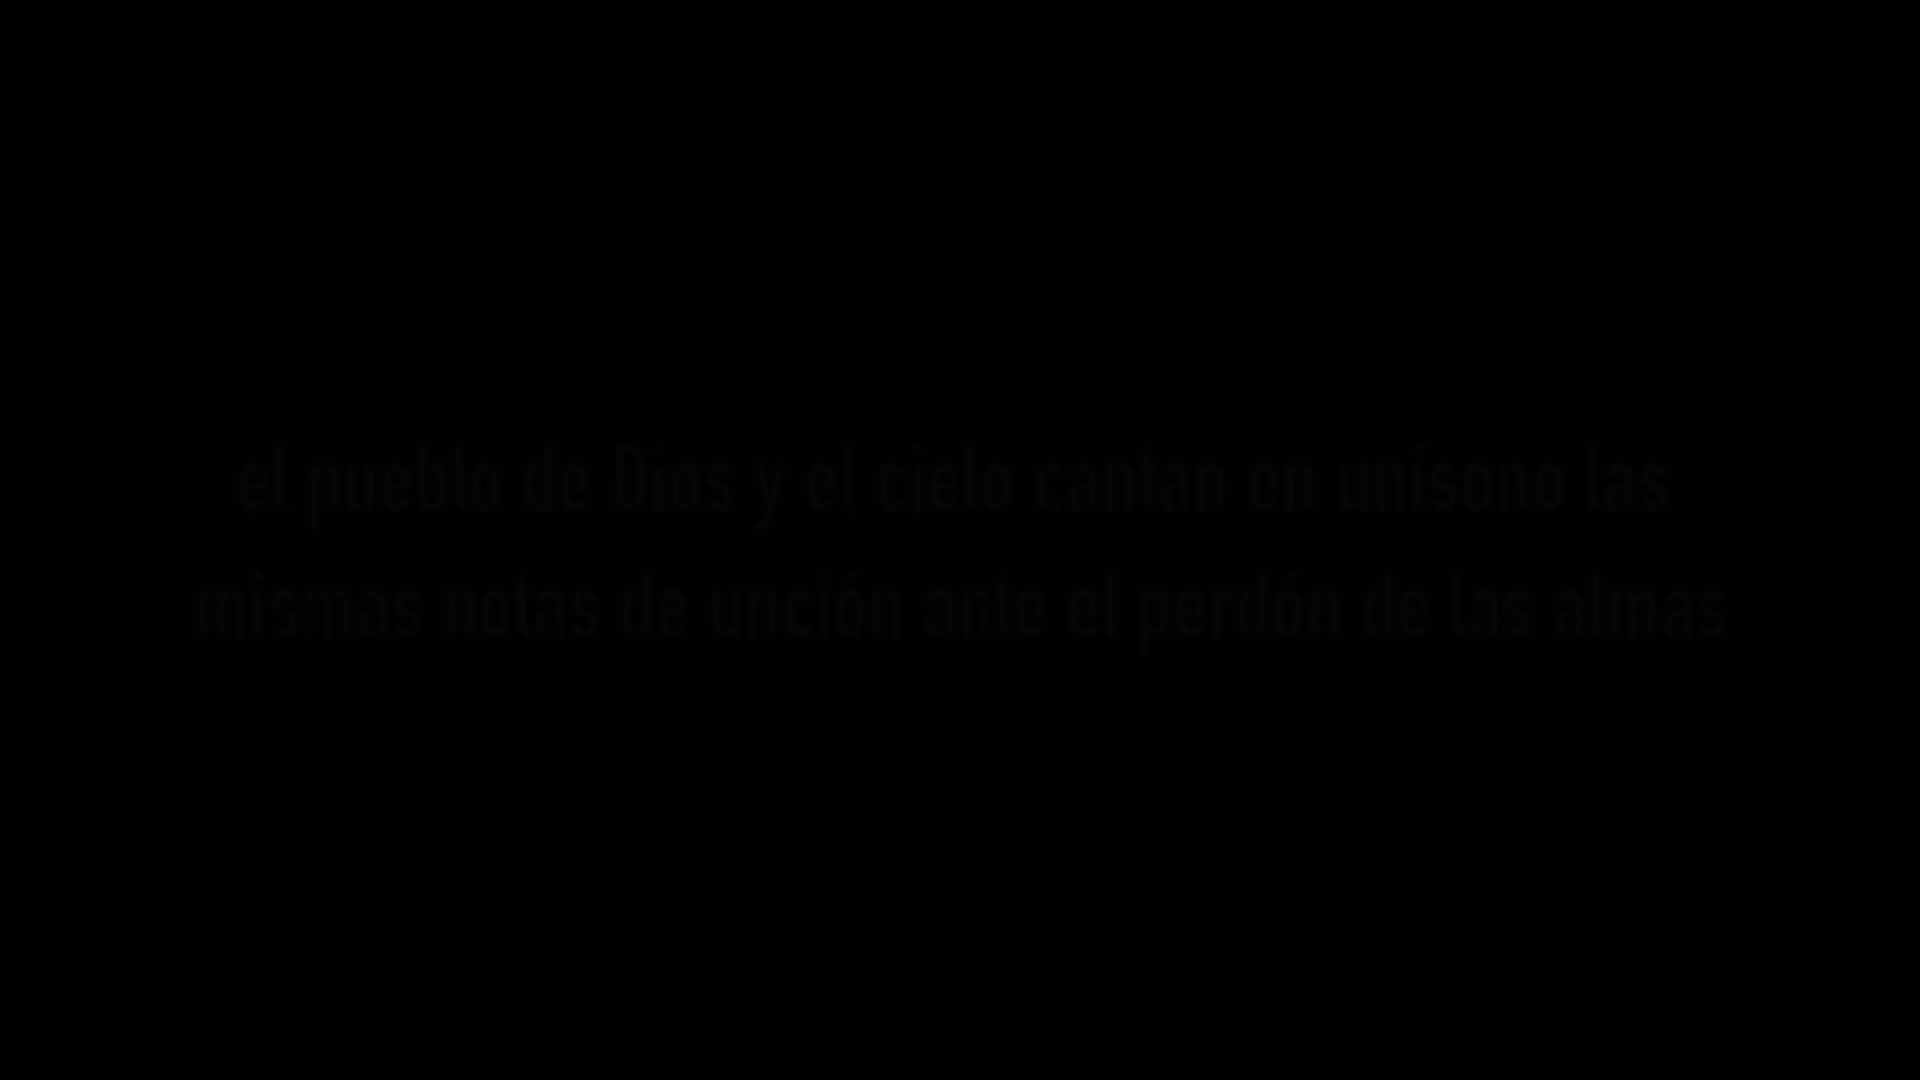 el pueblo de Dios y el cielo cantan en unísono las
mismas notas de unción ante el perdón de las almas